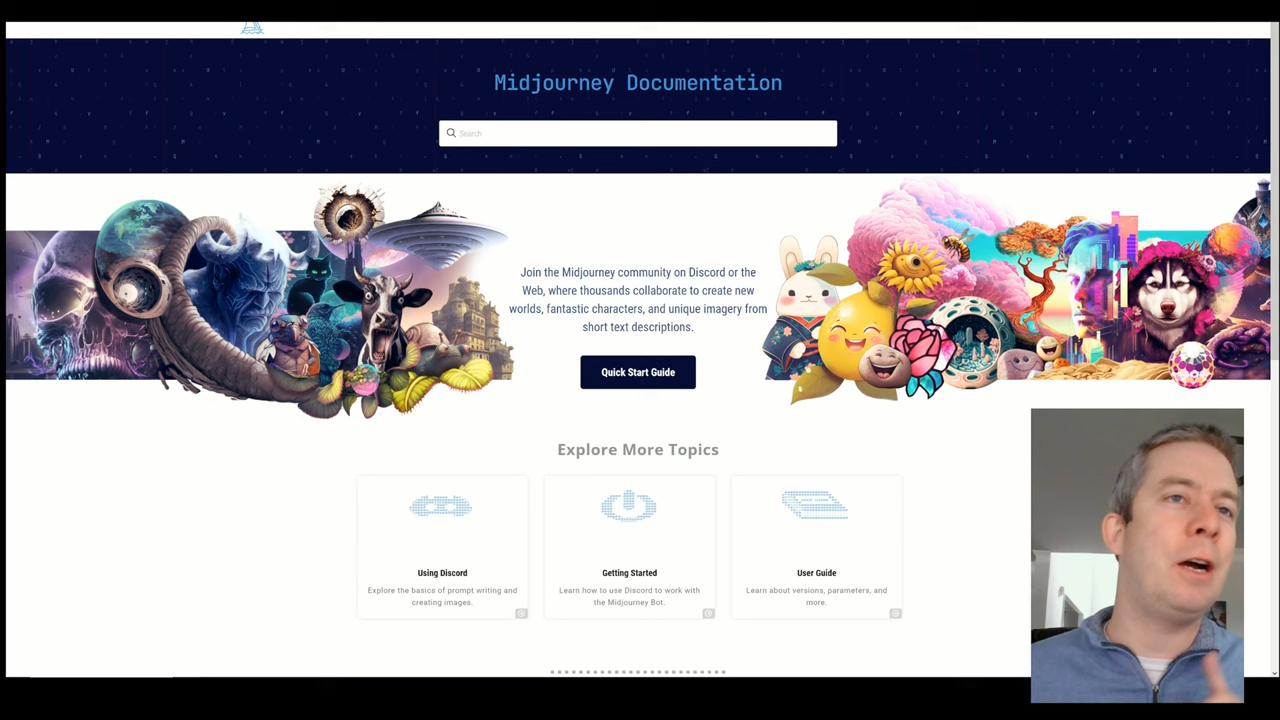 Midjourney Documentation
Search
Join the Midjourney community on Discord or the
Web, where thousands collaborate to create new
worlds, fantastic characters, and unique imagery from
short text descriptions.
Quick Start Guide
Explore More Topics
Using Discord
Explore the basics of prompt writing and
creating images.
Getting Started
Learn how to use Discord to work with
the Midjourney Bot.
User Guide
Learn about versions, parameters, and
more.